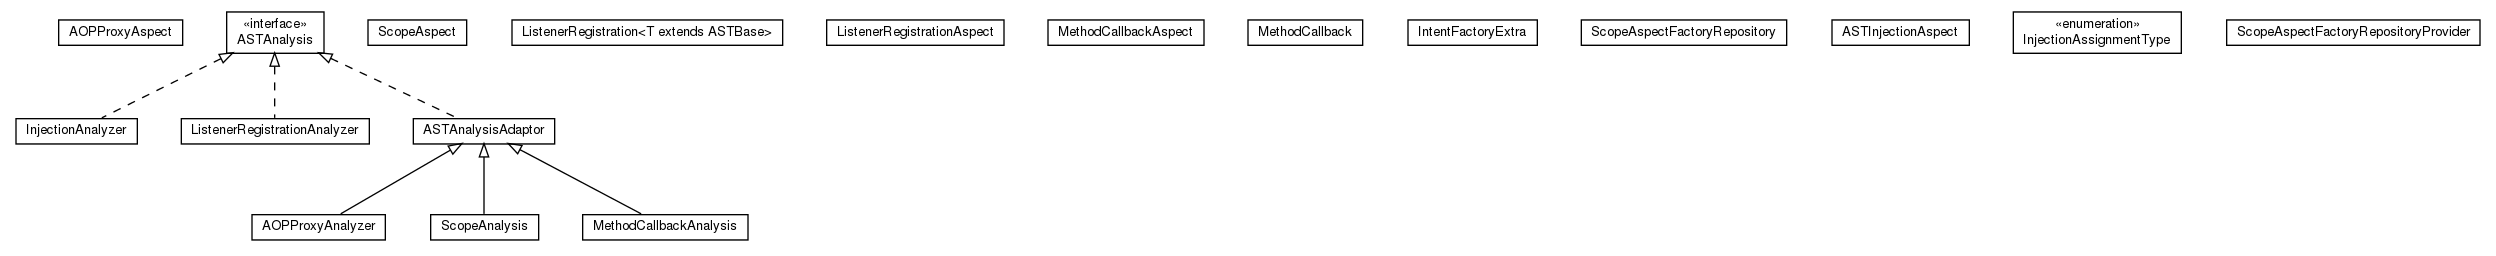 AOPProxyAspect
«interface»
ASTAnalysis
ScopeAspect
ListenerRegistration<T extends ASTBase>
ListenerRegistrationAspect
MethodCallbackAspect
MethodCallback
IntentFactoryExtra
ScopeAspectFactoryRepository
ASTInjectionAspect
«enumeration»
InjectionAssignmentType
ScopeAspectFactoryRepositoryProvider
InjectionAnalyzer
ListenerRegistrationAnalyzer
ASTAnalysisAdaptor
AOPProxyAnalyzer
ScopeAnalysis
MethodCallbackAnalysis